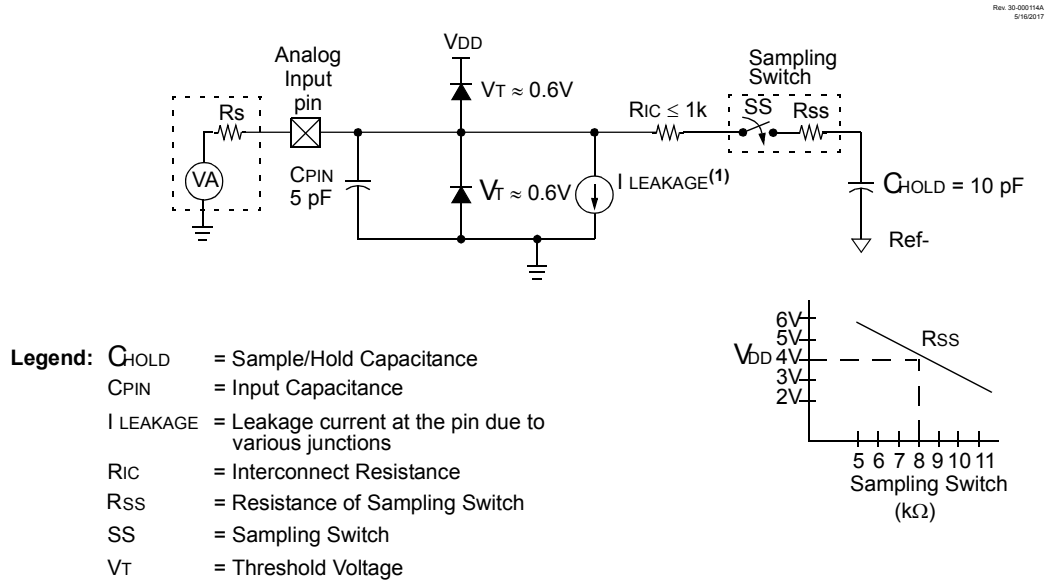 Rev. 30-000114A
5/16/2017
VDD
Analog
Input
pin
Sampling
Switch
VT ≈ 0.6V
Rs
RIC ≤ 1k
SS
Rss
VA
CPIN
5 pF
VT ≈ 0.6V
I LEAKAGE(1)
CHOLD = 10 pF
Ref-
6V
5V
VDD 4V
3V
2V
Rss
5 6 7 8 9 10 11
Sampling Switch
(kΩ)
Legend: CHOLD = Sample/Hold Capacitance
CPIN = Input Capacitance
I LEAKAGE = Leakage current at the pin due to
various junctions
RIC = Interconnect Resistance
RSS = Resistance of Sampling Switch
SS = Sampling Switch
VT = Threshold Voltage